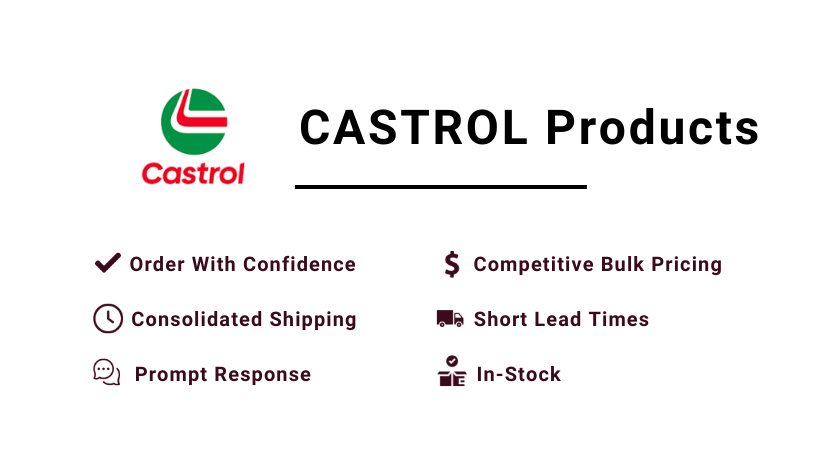 CASTROL Products
Castrol
Order With Confidence
Competitive Bulk Pricing
Consolidated Shipping
Short Lead Times
Prompt Response
In-Stock